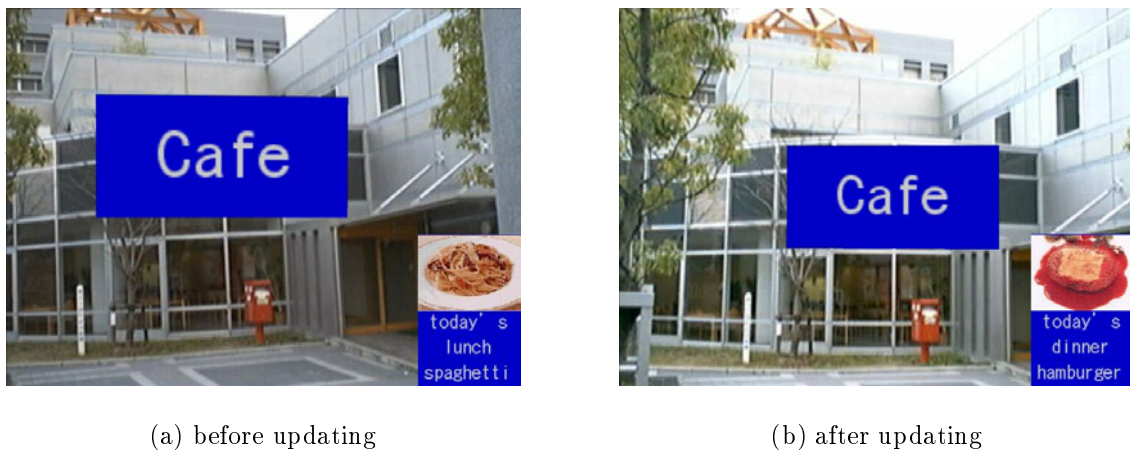 Cafe
today's
lunch
spaghetti
Cafe
today's
dinner
hamburger
(a) before updating
(b) after updating